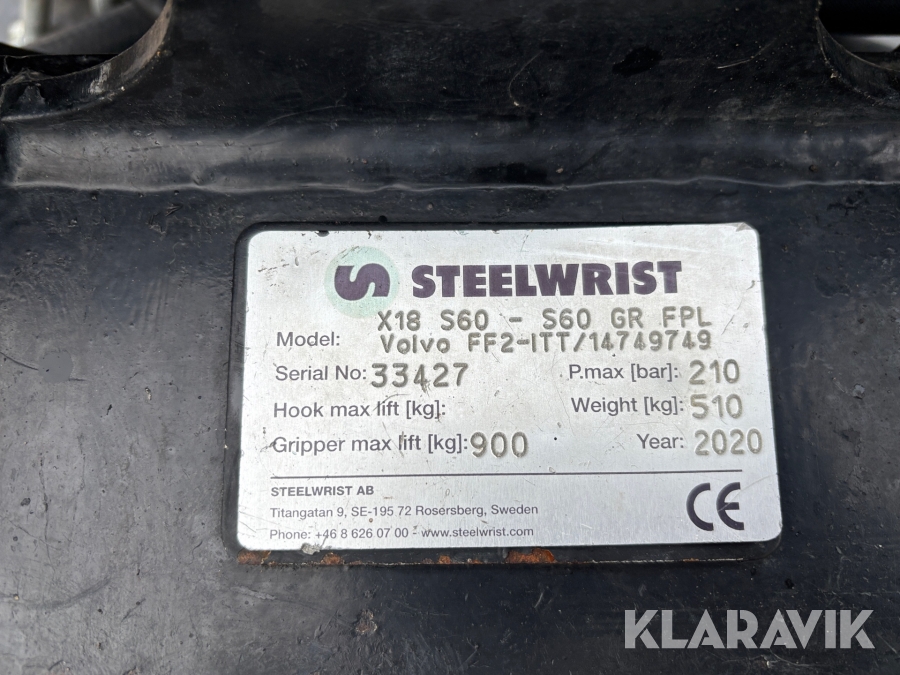 STEELWRIST
Model: X18 S60 - S60 GR FPL
Volvo FF2-ITT/14749749
Serial No: 33427 P.max [bar]: 210
Hook max lift [kg]: Weight [kg]: 510
Gripper max lift [kg]: 900 Year: 2020
STEELWRIST AB
Titangatan 9, SE-195 72 Rosersberg, Sweden
Phone: +46 8 626 07 00 - www.steelwrist.com
CE
KLARAVIK